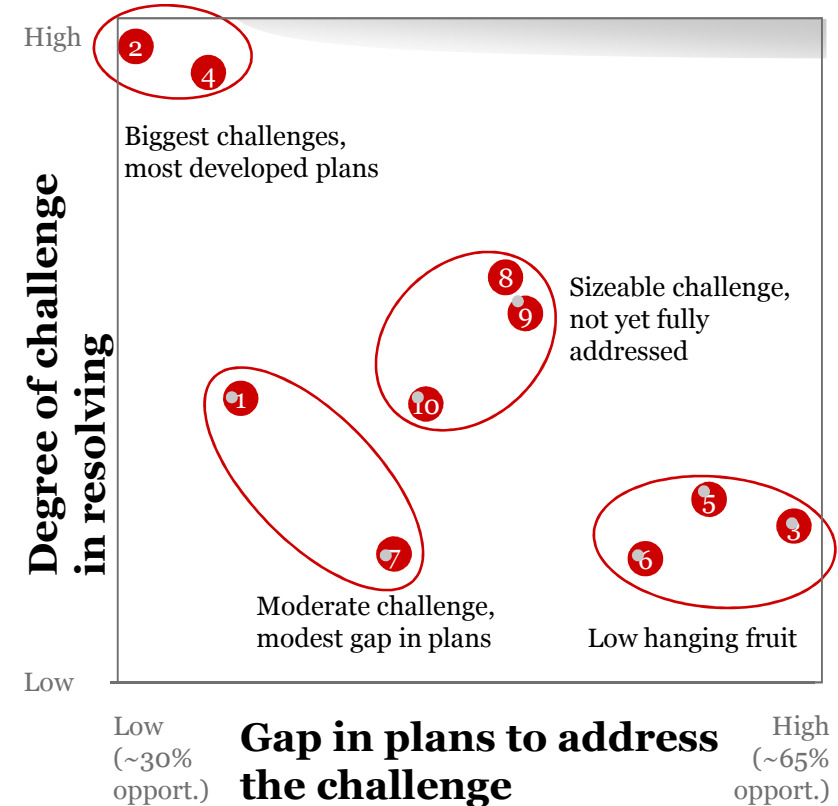 High
2
4
Biggest challenges,
most developed plans
Degree of challenge
in resolving
8
9
10
Sizeable challenge,
not yet fully
addressed
1
7
Moderate challenge,
modest gap in plans
5
3
6
Low hanging fruit
Low
Low
(~30%
opport.)
Gap in plans to address
the challenge
High
(~65%
opport.)